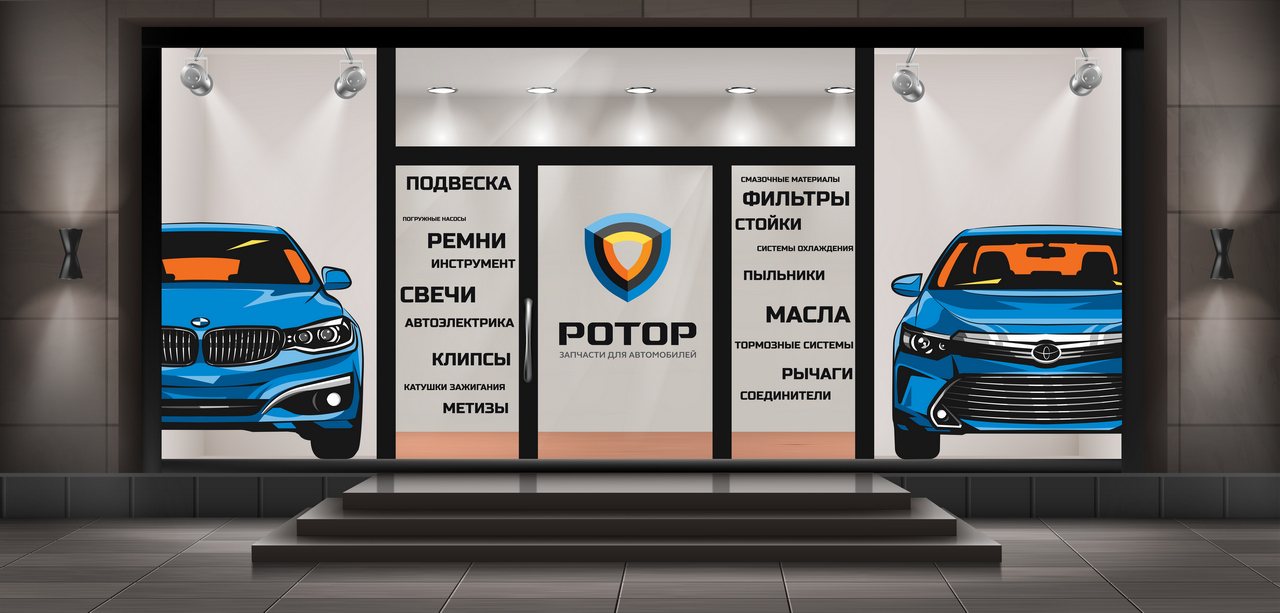 ПОДВЕСКА
ПОГРУЖНЫЕ НАСОСЫ
РЕМНИ
ИНСТРУМЕНТ
СВЕЧИ
АВТОЭЛЕКТРИКА
КЛИПСЫ
КАТУШКИ ЗАЖИГАНИЯ
МЕТИЗЫ
РОТОР
ЗАПЧАСТИ ДЛЯ АВТОМОБИЛЕЙ
СМАЗОЧНЫЕ МАТЕРИАЛЫ
ФИЛЬТРЫ
СТОЙКИ
СИСТЕМЫ ОХЛАЖДЕНИЯ
ПЫЛЬНИКИ
МАСЛА
ТОРМОЗНЫЕ СИСТЕМЫ
РЫЧАГИ
СОЕДИНИТЕЛИ